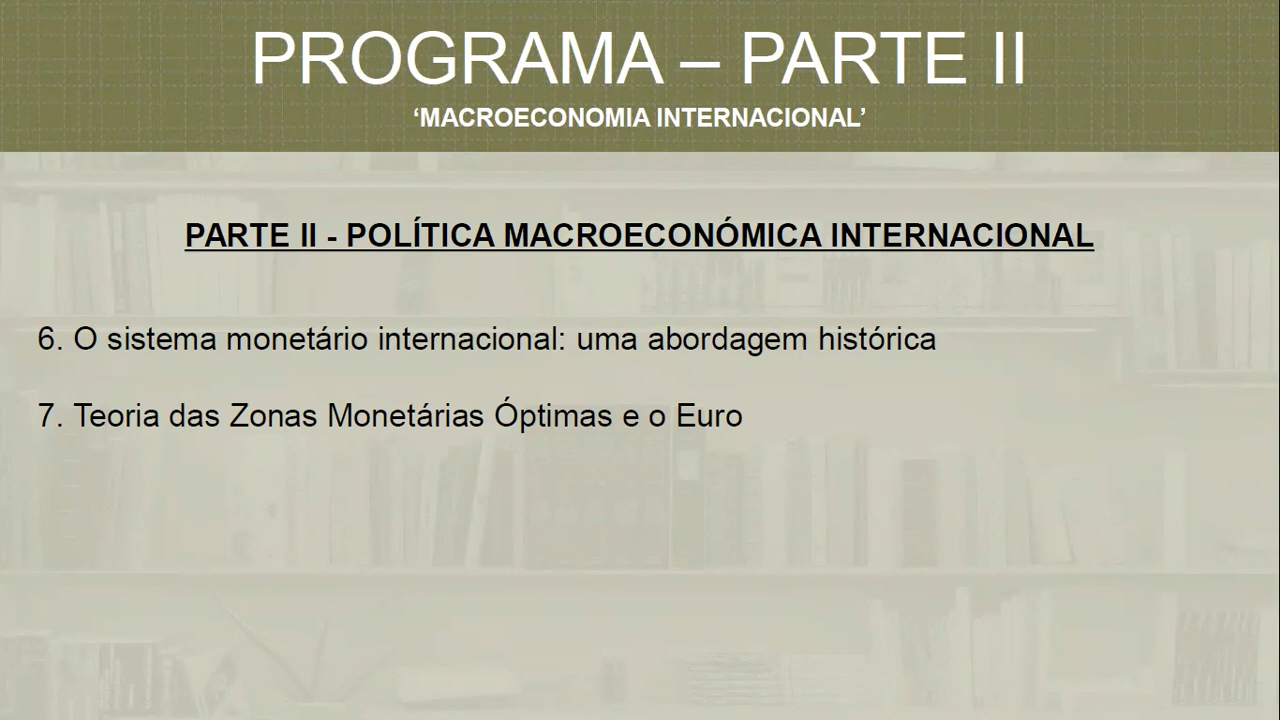 PROGRAMA – PARTE II
‘MACROECONOMIA INTERNACIONAL’
PARTE II - POLÍTICA MACROECONÓMICA INTERNACIONAL
6. O sistema monetário internacional: uma abordagem histórica
7. Teoria das Zonas Monetárias Óptimas e o Euro